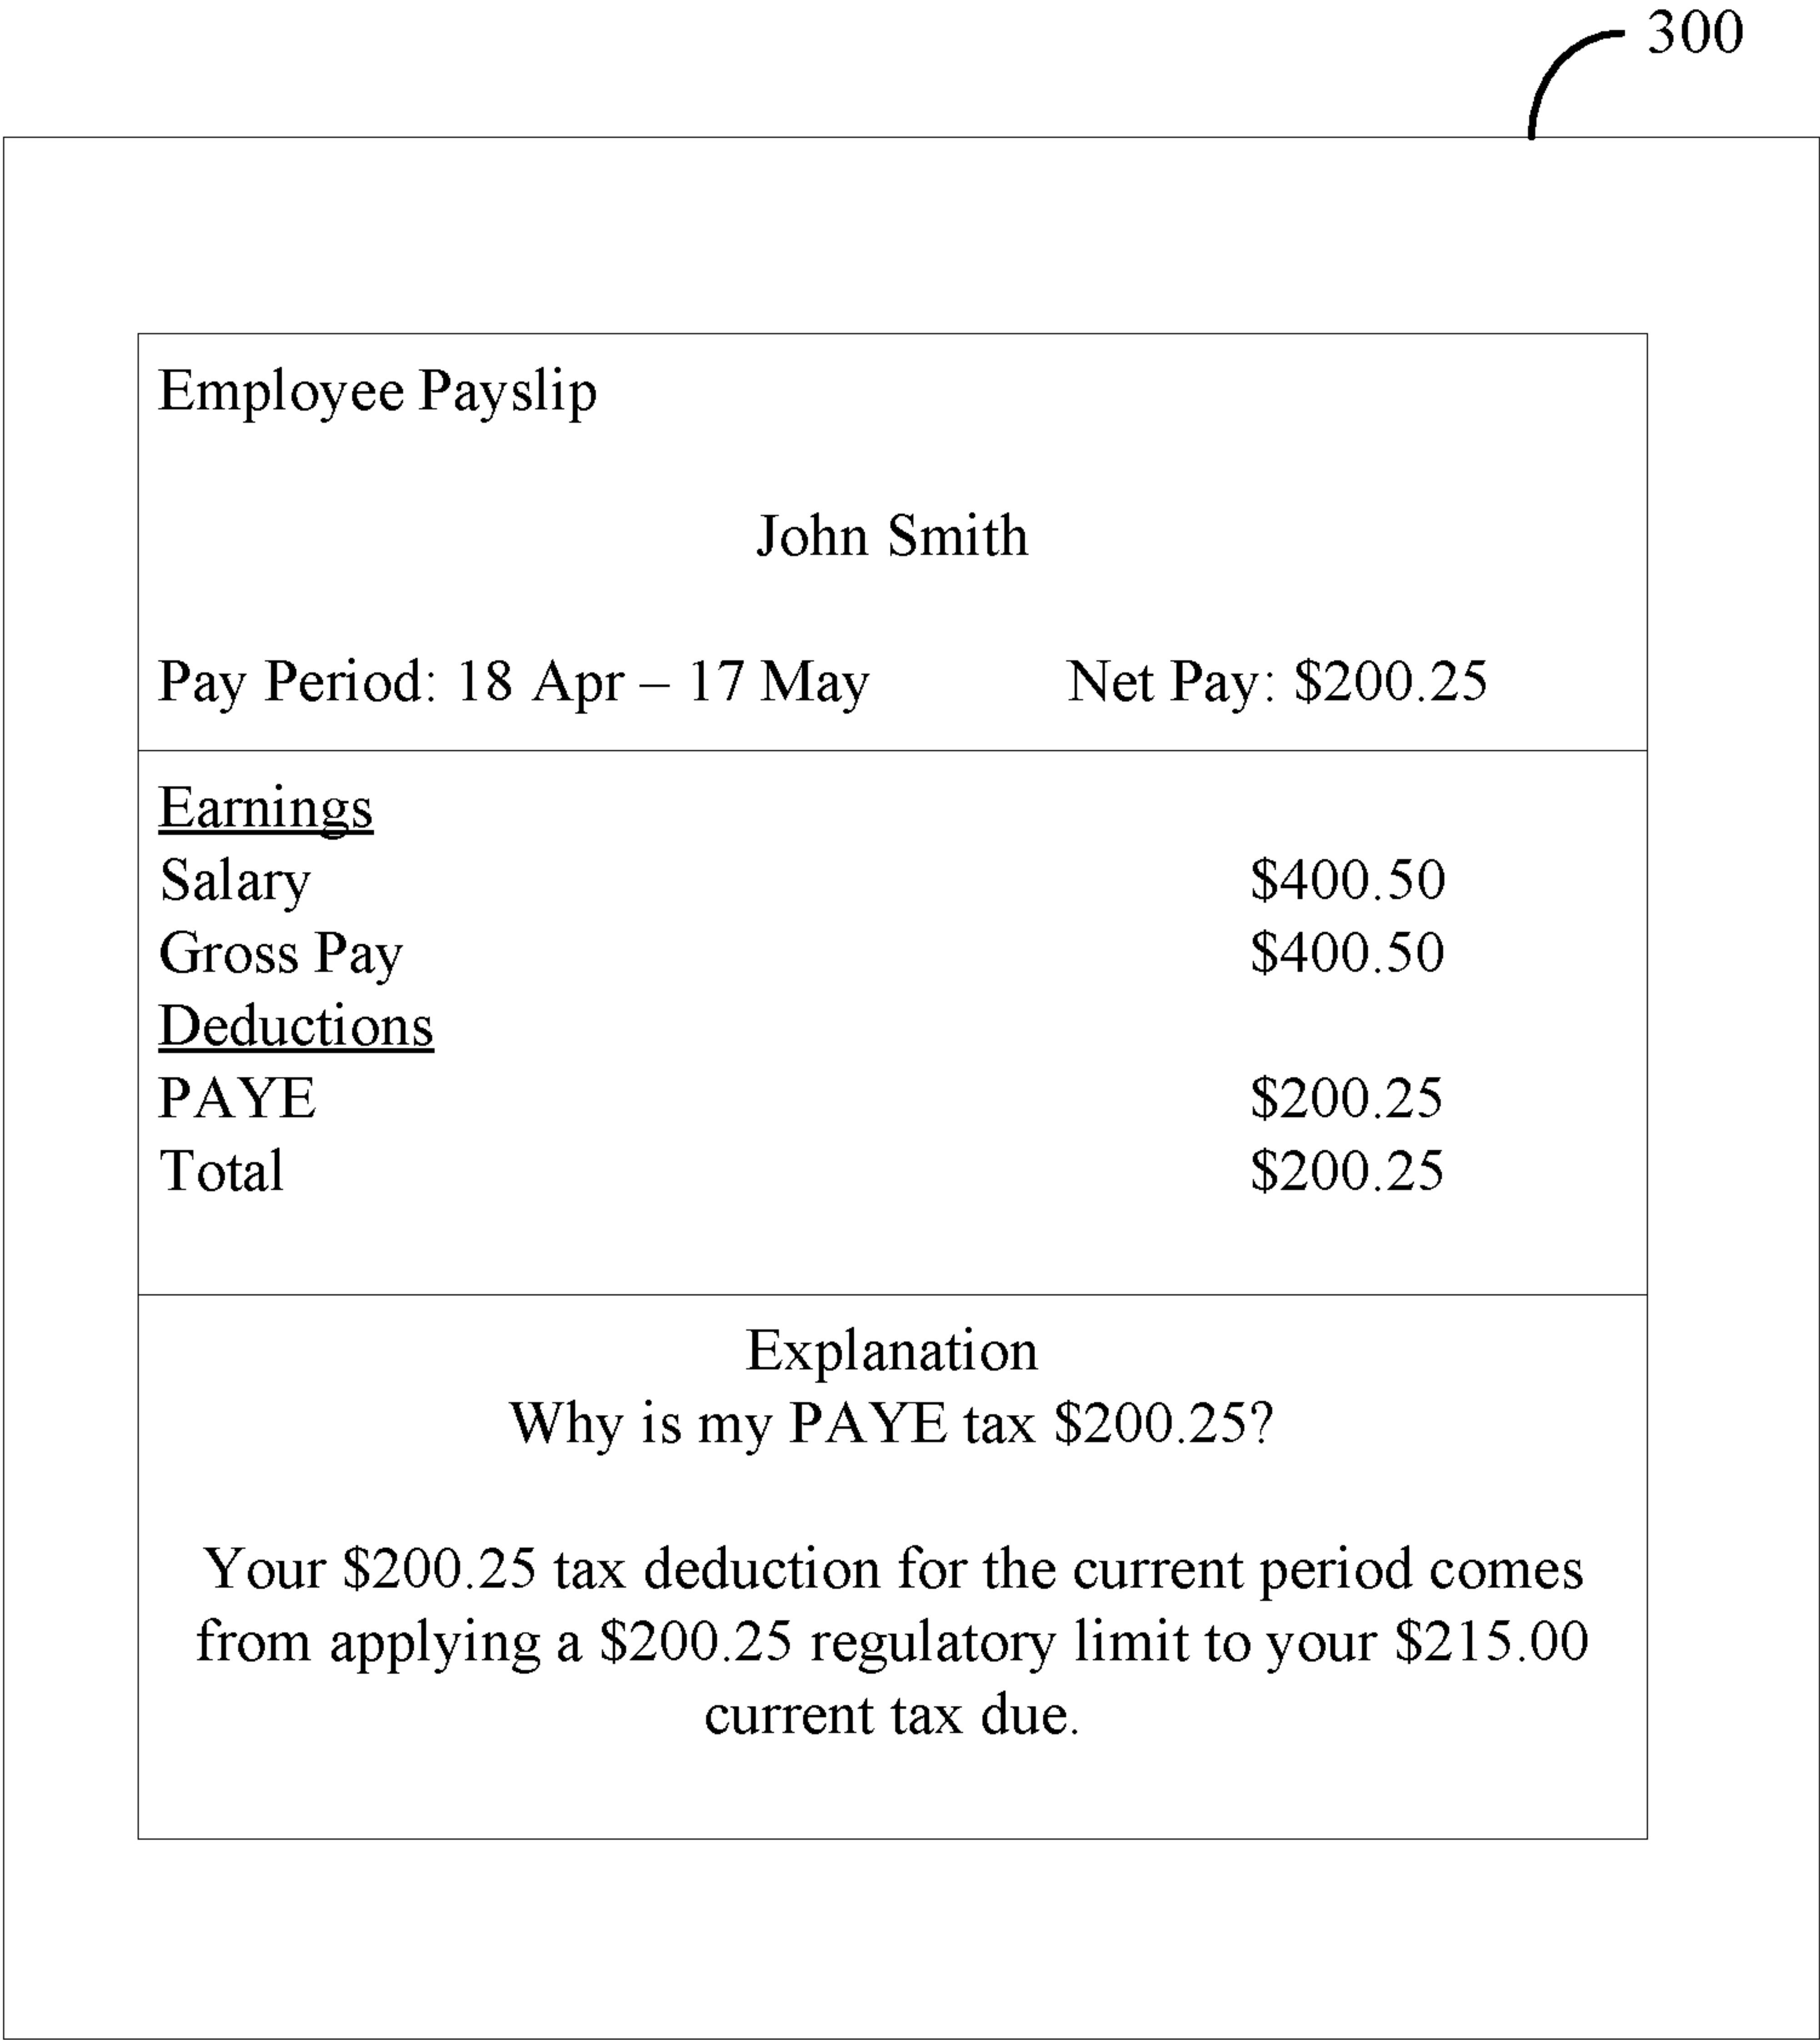 300
Employee Payslip
John Smith
Pay Period: 18 Apr – 17 May Net Pay: $200.25
Earnings
Salary $400.50
Gross Pay $400.50
Deductions
PAYE $200.25
Total $200.25
Explanation
Why is my PAYE tax $200.25?
Your $200.25 tax deduction for the current period comes
from applying a $200.25 regulatory limit to your $215.00
current tax due.